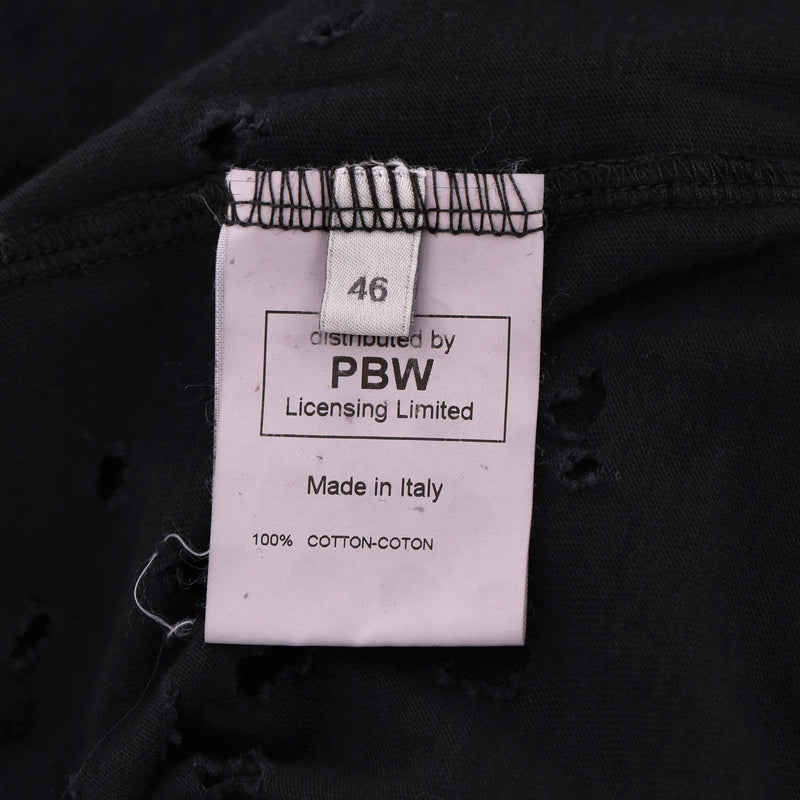 46
distributed by
PBW
Licensing Limited
Made in Italy
100% COTTON-COTON